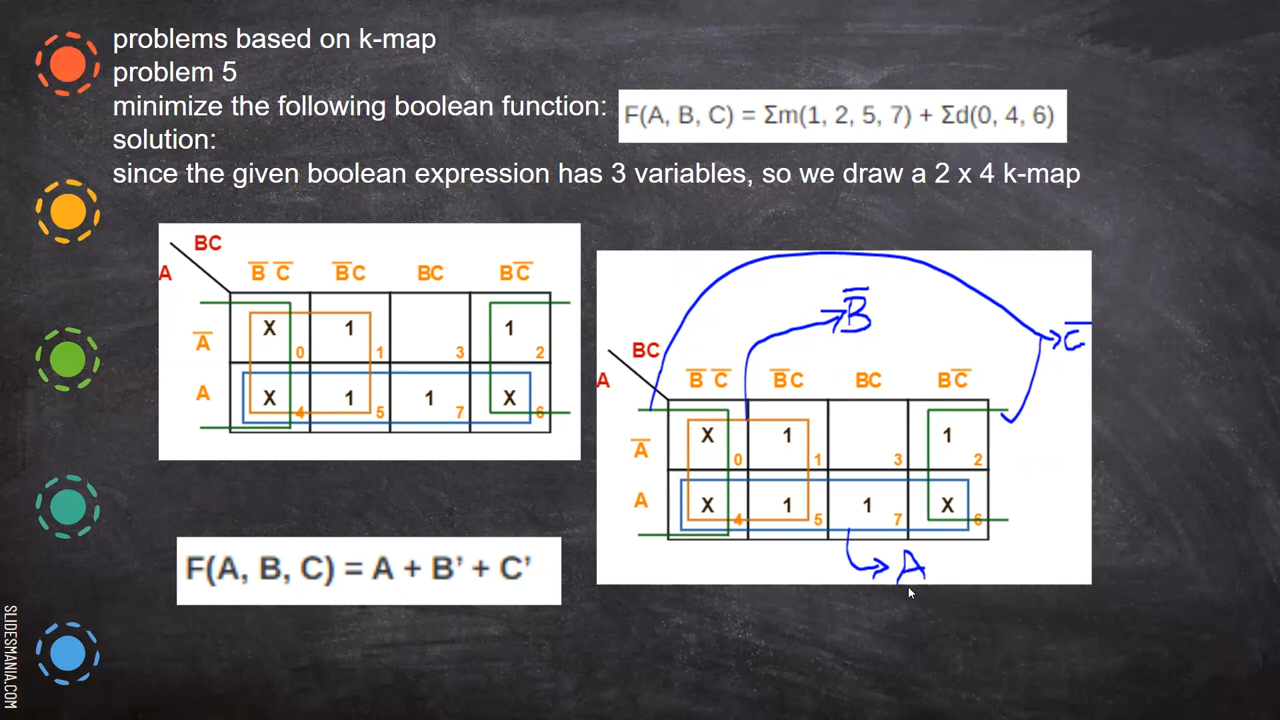 problems based on k-map
problem 5
minimize the following boolean function: F(A, B, C) = Σm(1, 2, 5, 7) + Σd(0, 4, 6)
solution:
since the given boolean expression has 3 variables, so we draw a 2 x 4 k-map
BC
A
B̅ C̅ B̅ C BC B C̅
A̅ X 0 1 1 3 1 2
A X 4 1 5 1 7 X 6
B̅
C̅
BC
A
B̅ C̅ B̅ C BC B C̅
A̅ X 0 1 1 3 1 2
A X 4 1 5 1 7 X 6
A
F(A, B, C) = A + B’ + C’
SLIDESMANIA.COM